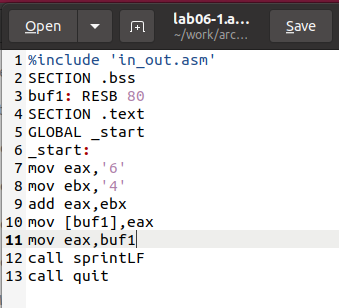 Open
lab06-1.a...
~/work/arc...
Save
1 %include 'in_out.asm'
2 SECTION .bss
3 buf1: RESB 80
4 SECTION .text
5 GLOBAL _start
6 _start:
7 mov eax,'6'
8 mov ebx,'4'
9 add eax,ebx
10 mov [buf1],eax
11 mov eax,buf1
12 call sprintLF
13 call quit